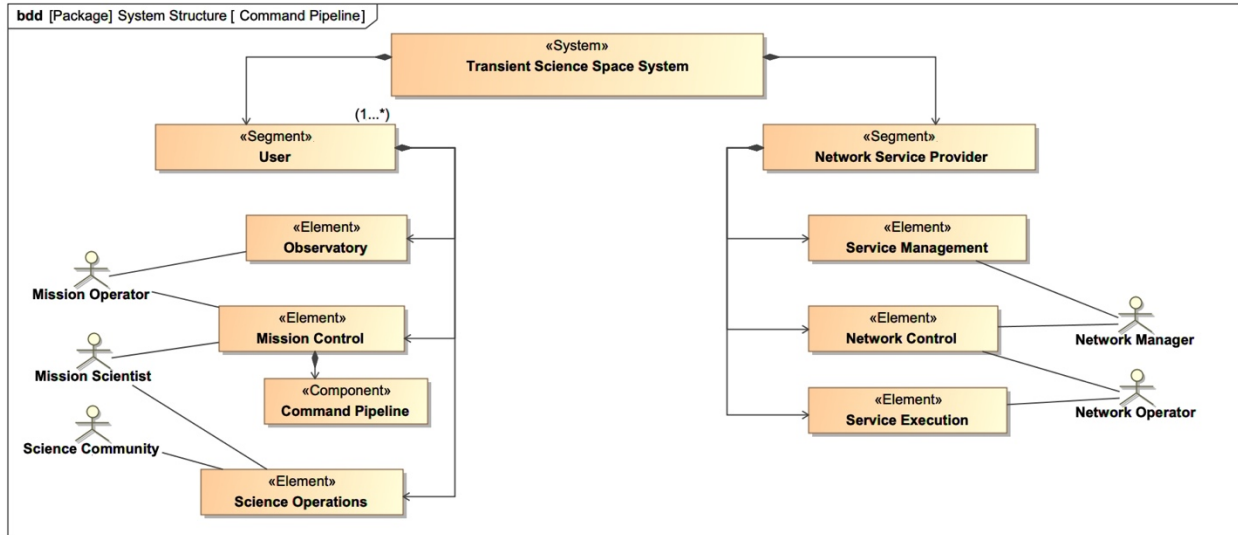 bdd [Package] System Structure [ Command Pipeline]
«System»
Transient Science Space System
(1...*)
«Segment»
User
«Segment»
Network Service Provider
«Element»
Observatory
«Element»
Service Management
Mission Operator
«Element»
Mission Control
«Element»
Network Control
Network Manager
Mission Scientist
«Component»
Command Pipeline
«Element»
Service Execution
Network Operator
Science Community
«Element»
Science Operations